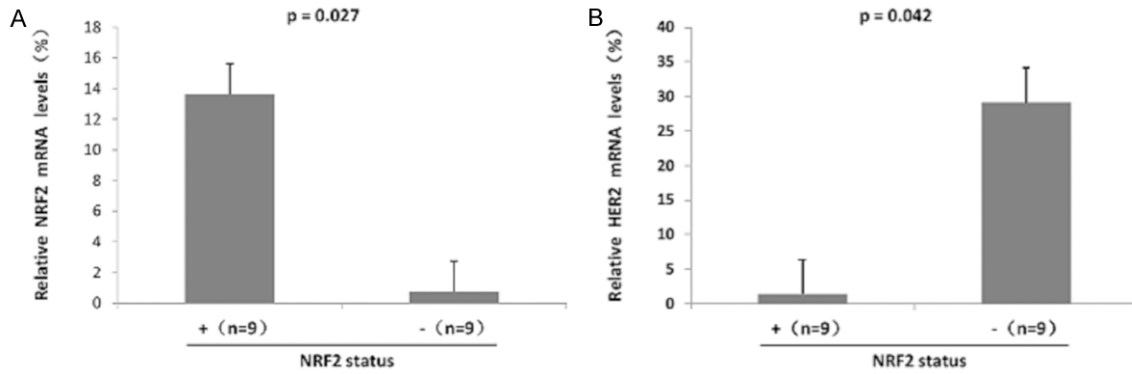 A
p = 0.027
Relative NRF2 mRNA levels (%)
18
16
14
12
10
8
6
4
2
0
+ (n=9)
- (n=9)
NRF2 status
B
p = 0.042
Relative HER2 mRNA levels (%)
40
35
30
25
20
15
10
5
0
+ (n=9)
- (n=9)
NRF2 status